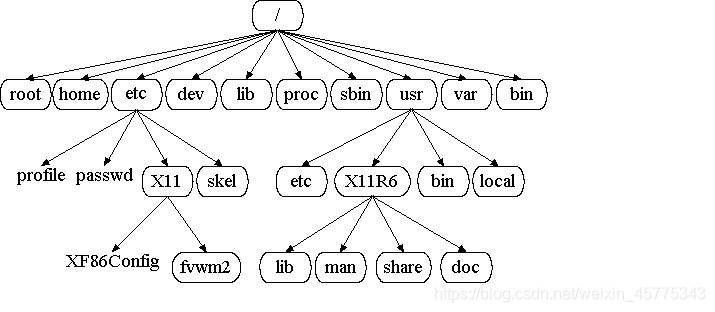 /
root home etc dev lib proc sbin usr var bin
profile passwd X11 skel etc X11R6 bin local
XF86Config fvwm2 lib man share doc
https://blog.csdn.net/weixin_45775343